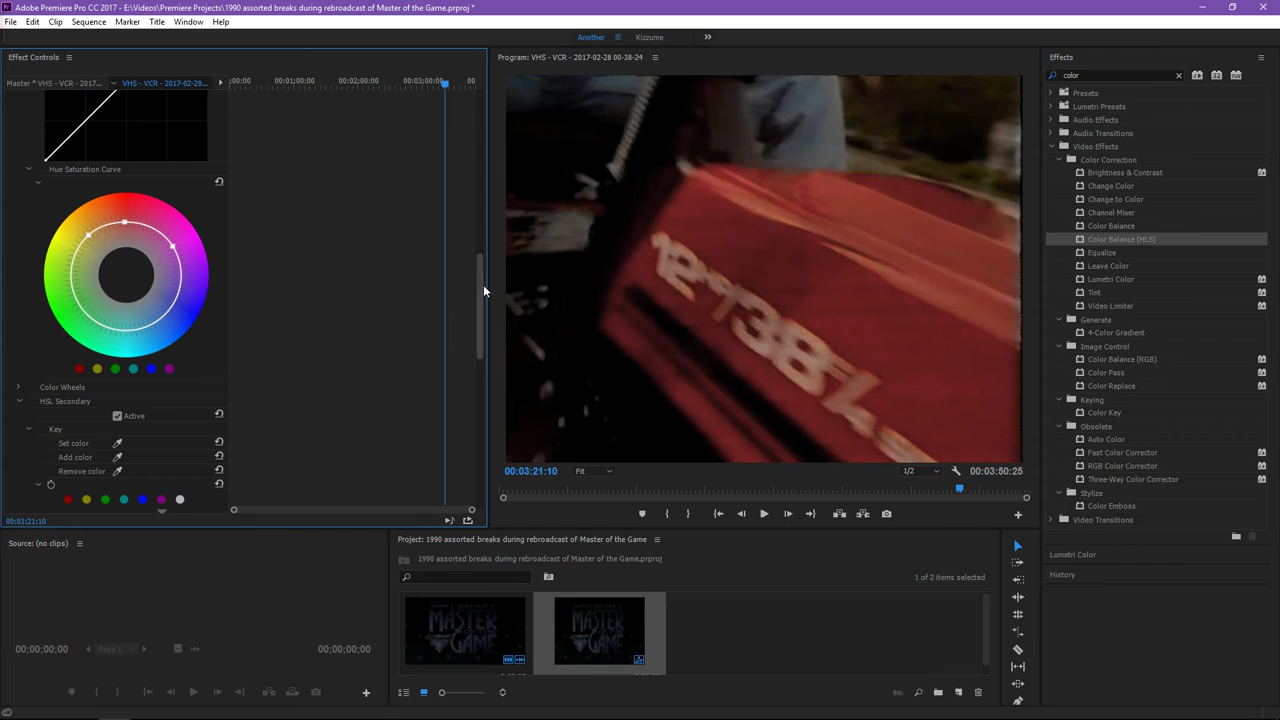 Adobe Premiere Pro CC 2017 - E:\Videos\Premiere Projects\1990 assorted breaks during rebroadcast of Master of the Game.prproj *
File Edit Clip Sequence Marker Title Window Help
Another Kizzume
Effect Controls
Master * VHS - VCR - 2017... VHS - VCR - 2017-02-28...
:00:00 00:01:00:00 00:02:00:00 00:03:00:00 00
Hue Saturation Curve
Color Wheels
HSL Secondary
Active
Key
Set color
Add color
Remove color
00:03:21:10
Program: VHS - VCR - 2017-02-28 00-38-24
00:03:21:10 Fit 1/2 00:03:50:25
Effects
color
Presets
Lumetri Presets
Audio Effects
Audio Transitions
Video Effects
Color Correction
Brightness & Contrast
Change Color
Change to Color
Channel Mixer
Color Balance
Color Balance (HLS)
Equalize
Leave Color
Lumetri Color
Tint
Video Limiter
Generate
4-Color Gradient
Image Control
Color Balance (RGB)
Color Pass
Color Replace
Keying
Color Key
Obsolete
Auto Color
Fast Color Corrector
RGB Color Corrector
Three-Way Color Corrector
Stylize
Color Emboss
Video Transitions
Lumetri Color
History
Source: (no clips)
00;00;00;00 Page 1 00;00;00;00
Project: 1990 assorted breaks during rebroadcast of Master of the Game
1990 assorted breaks during rebroadcast of Master of the Game.prproj
1 of 2 items selected
MASTER
GAME
MASTER
GAME